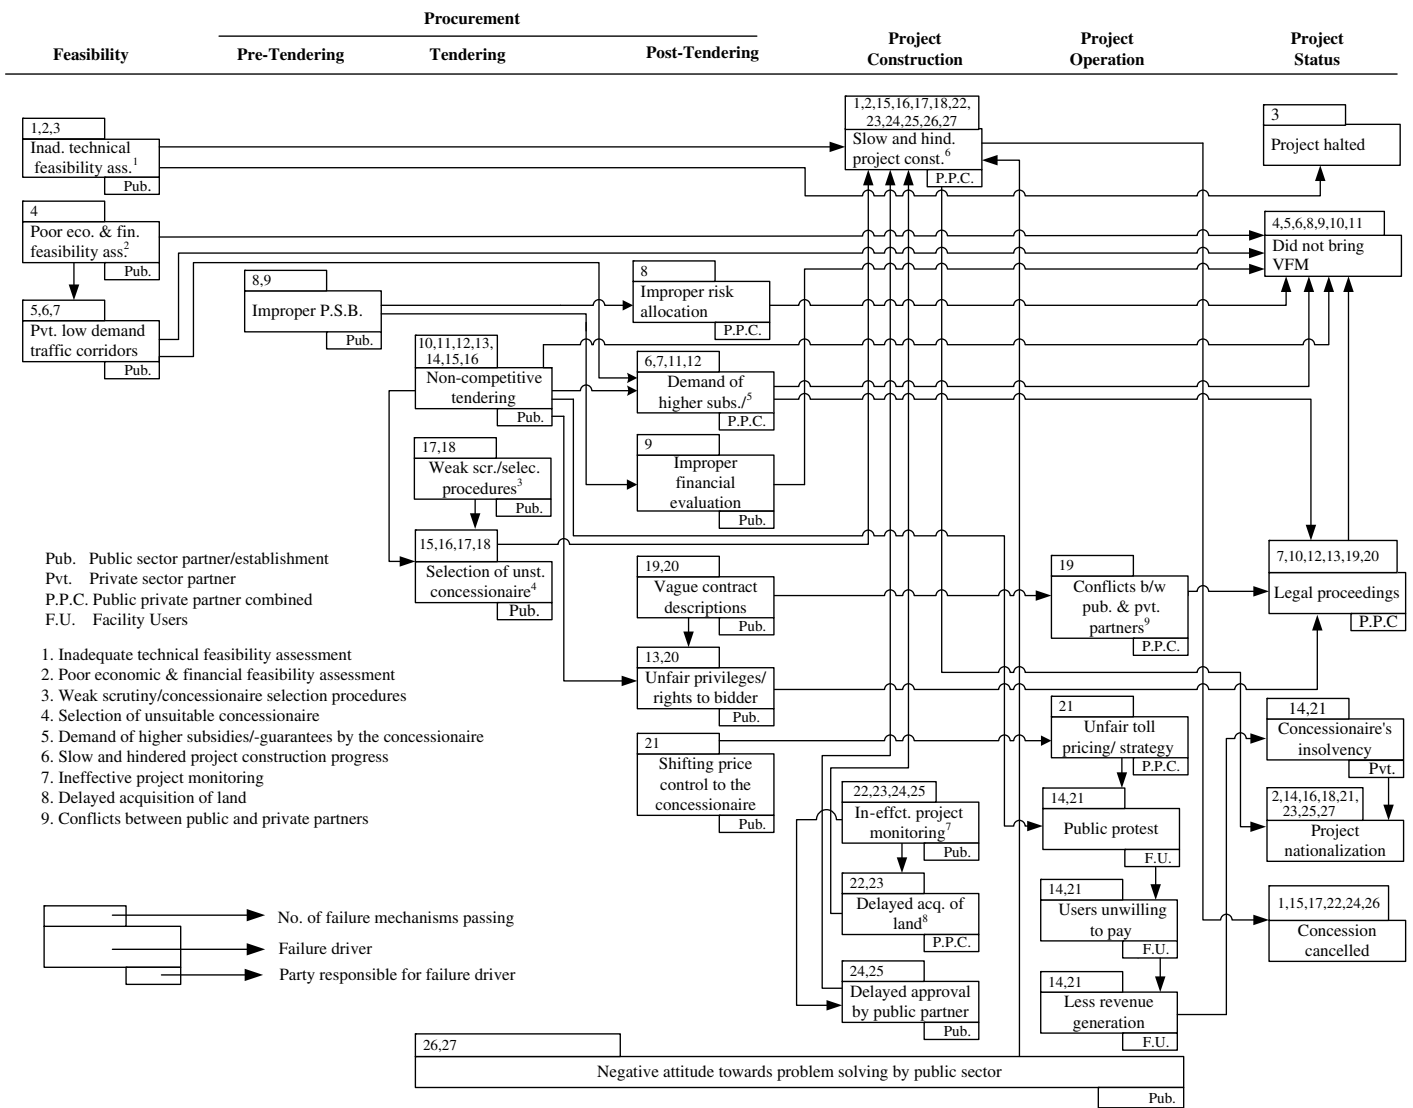 Procurement
Feasibility
Pre-Tendering
Tendering
Post-Tendering
Project
Construction
Project
Operation
Project
Status
1,2,3
Inad. technical
feasibility ass.1
Pub.
4
Poor eco. & fin.
feasibility ass.2
Pub.
5,6,7
Pvt. low demand
traffic corridors
Pub.
8,9
Improper P.S.B.
Pub.
10,11,12,13,
14,15,16
Non-competitive
tendering
Pub.
17,18
Weak scr./selec.
procedures3
Pub.
15,16,17,18
Selection of unst.
concessionaire4
Pub.
8
Improper risk
allocation
P.P.C.
6,7,11,12
Demand of
higher subs./5
P.P.C.
9
Improper
financial
evaluation
Pub.
19,20
Vague contract
descriptions
Pub.
13,20
Unfair privileges/
rights to bidder
Pub.
21
Shifting price
control to the
concessionaire
Pub.
1,2,15,16,17,18,22,
23,24,25,26,27
Slow and hind.
project const.6
P.P.C.
22,23,24,25
In-effct. project
monitoring7
Pub.
22,23
Delayed acq. of
land8
P.P.C.
24,25
Delayed approval
by public partner
Pub.
19
Conflicts b/w
pub. & pvt.
partners9
P.P.C.
21
Unfair toll
pricing/ strategy
P.P.C.
14,21
Public protest
F.U.
14,21
Users unwilling
to pay
F.U.
14,21
Less revenue
generation
F.U.
3
Project halted
4,5,6,8,9,10,11
Did not bring
VFM
7,10,12,13,19,20
Legal proceedings
P.P.C
14,21
Concessionaire's
insolvency
Pvt.
2,14,16,18,21,
23,25,27
Project
nationalization
1,15,17,22,24,26
Concession
cancelled
26,27
Negative attitude towards problem solving by public sector
Pub.
Pub. Public sector partner/establishment
Pvt. Private sector partner
P.P.C. Public private partner combined
F.U. Facility Users
1. Inadequate technical feasibility assessment
2. Poor economic & financial feasibility assessment
3. Weak scrutiny/concessionaire selection procedures
4. Selection of unsuitable concessionaire
5. Demand of higher subsidies/-guarantees by the concessionaire
6. Slow and hindered project construction progress
7. Ineffective project monitoring
8. Delayed acquisition of land
9. Conflicts between public and private partners
No. of failure mechanisms passing
Failure driver
Party responsible for failure driver